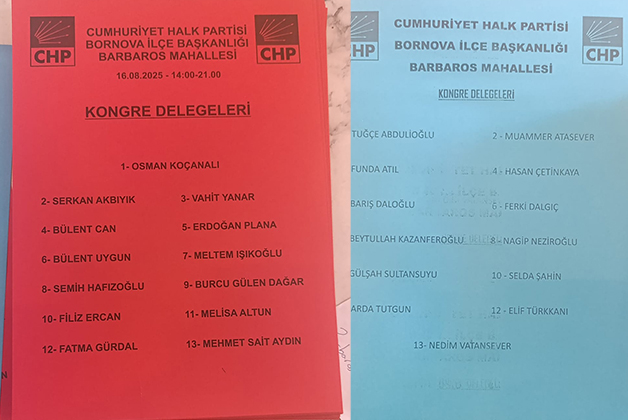 CHP
CUMHURİYET HALK PARTİSİ
BORNOVA İLÇE BAŞKANLIĞI
BARBAROS MAHALLESİ
CHP
16.08.2025 - 14:00-21.00
KONGRE DELEGELERİ
1- OSMAN KOÇANALI
2- SERKAN AKBIYIK 3- VAHİT YANAR
4- BÜLENT CAN 5- ERDOĞAN PLANA
6- BÜLENT UYGUN 7- MELTEM IŞIKOĞLU
8- SEMİH HAFIZOĞLU 9- BURCU GÜLEN DAĞAR
10- FİLİZ ERCAN 11- MELİSA ALTUN
12- FATMA GÜRDAL 13- MEHMET SAİT AYDIN
CUMHURİYET HALK PARTİSİ
BORNOVA İLÇE BAŞKANLIĞI
BARBAROS MAHALLESİ
CHP
KONGRE DELEGELERİ
TUĞÇE ABDULİOĞLU 2 - MUAMMER ATASEVER
FUNDA ATIL 4- HASAN ÇETİNKAYA
BARIŞ DALOĞLU 6- FERKİ DALGIÇ
BEYTULLAH KAZANFEROĞLU 8- NAGİP NEZİROĞLU
GÜLŞAH SULTANSUYU 10 - SELDA ŞAHİN
ARDA TUTGUN 12 - ELİF TÜRKKANI
13- NEDİM VATANSEVER